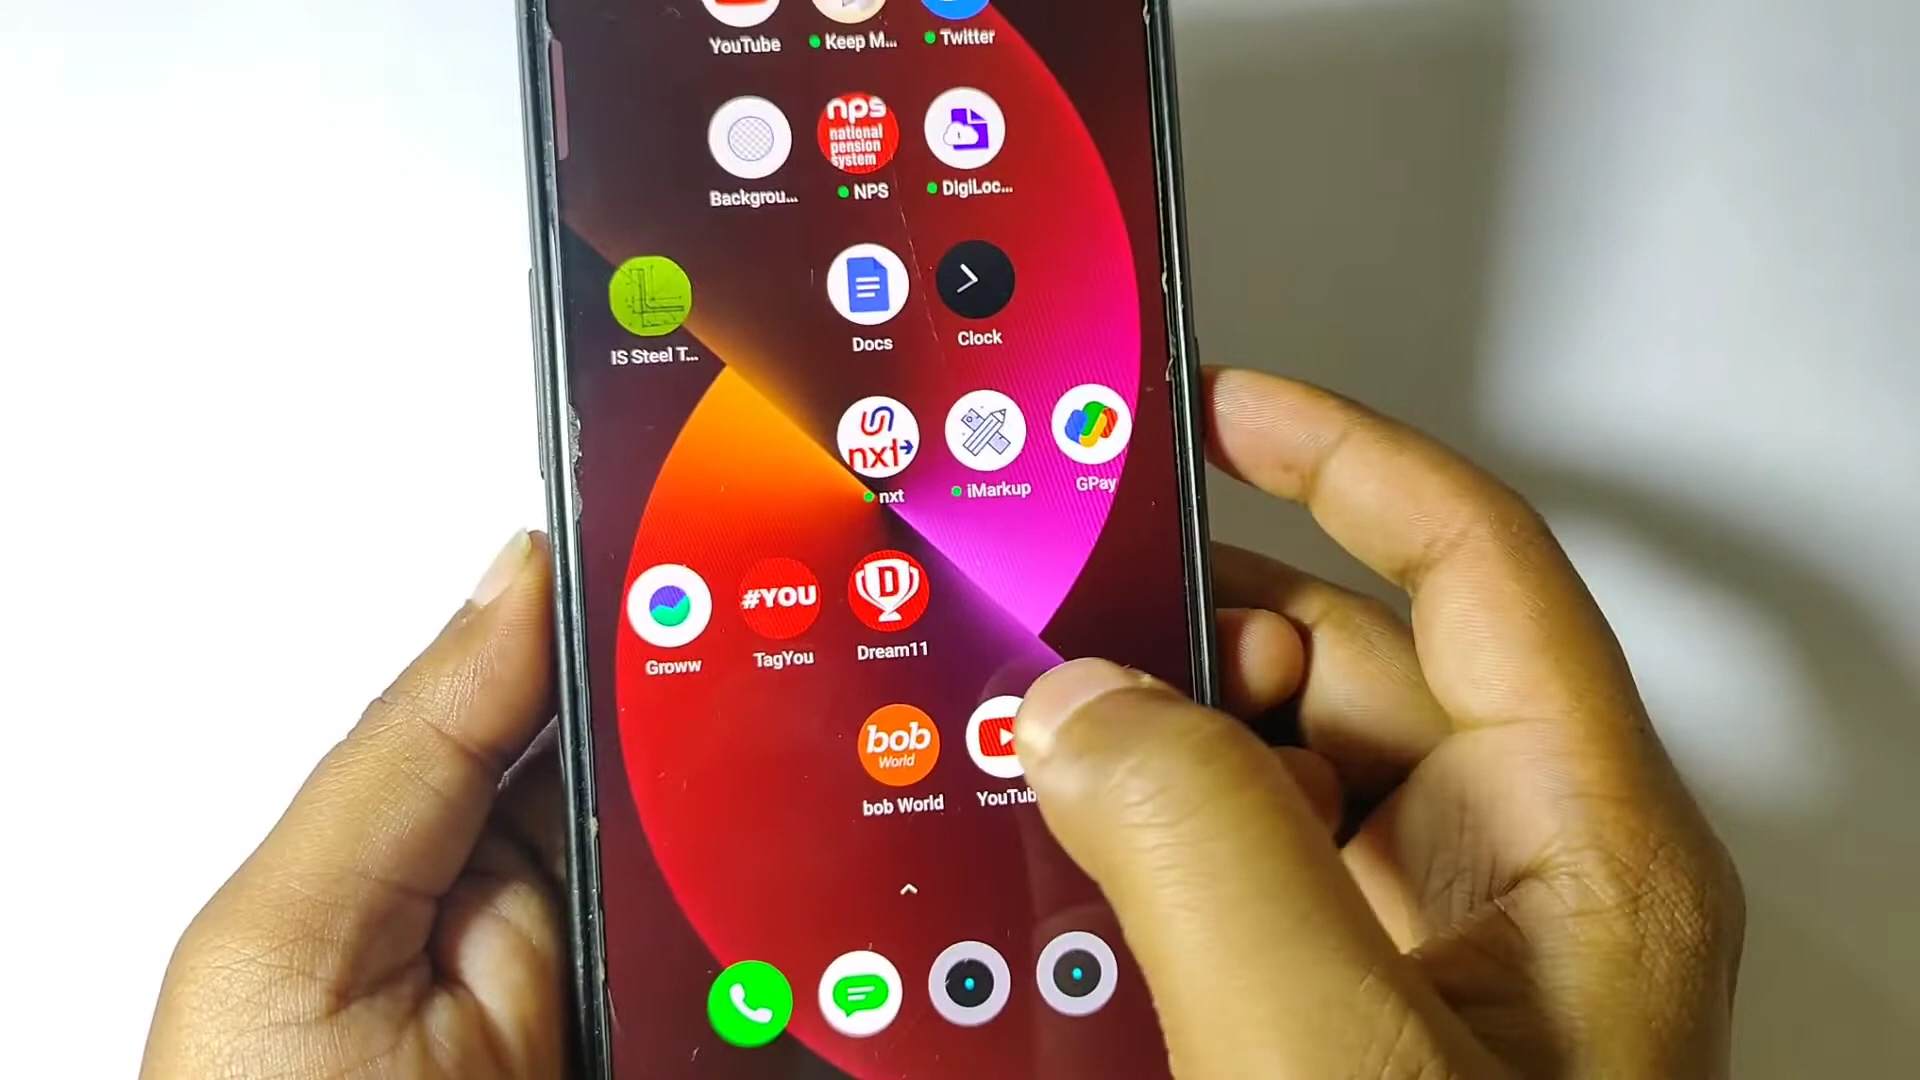 YouTube
Keep M...
Twitter
nps
national
pension
system
Backgrou...
NPS
DigiLoc...
IS Steel T...
Docs
Clock
nxt
nxt
iMarkup
GPay
#YOU
D
Groww
TagYou
Dream11
bob
World
bob World
YouTub